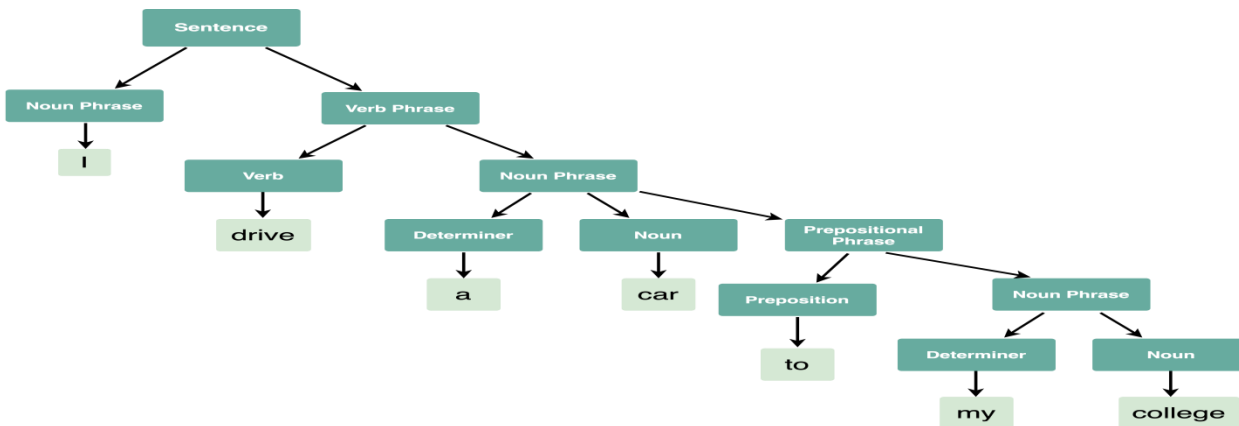 Sentence
Noun Phrase
Verb Phrase
I
Verb
Noun Phrase
drive
Determiner
Noun
Prepositional
Phrase
a
car
Preposition
Noun Phrase
to
Determiner
Noun
my
college